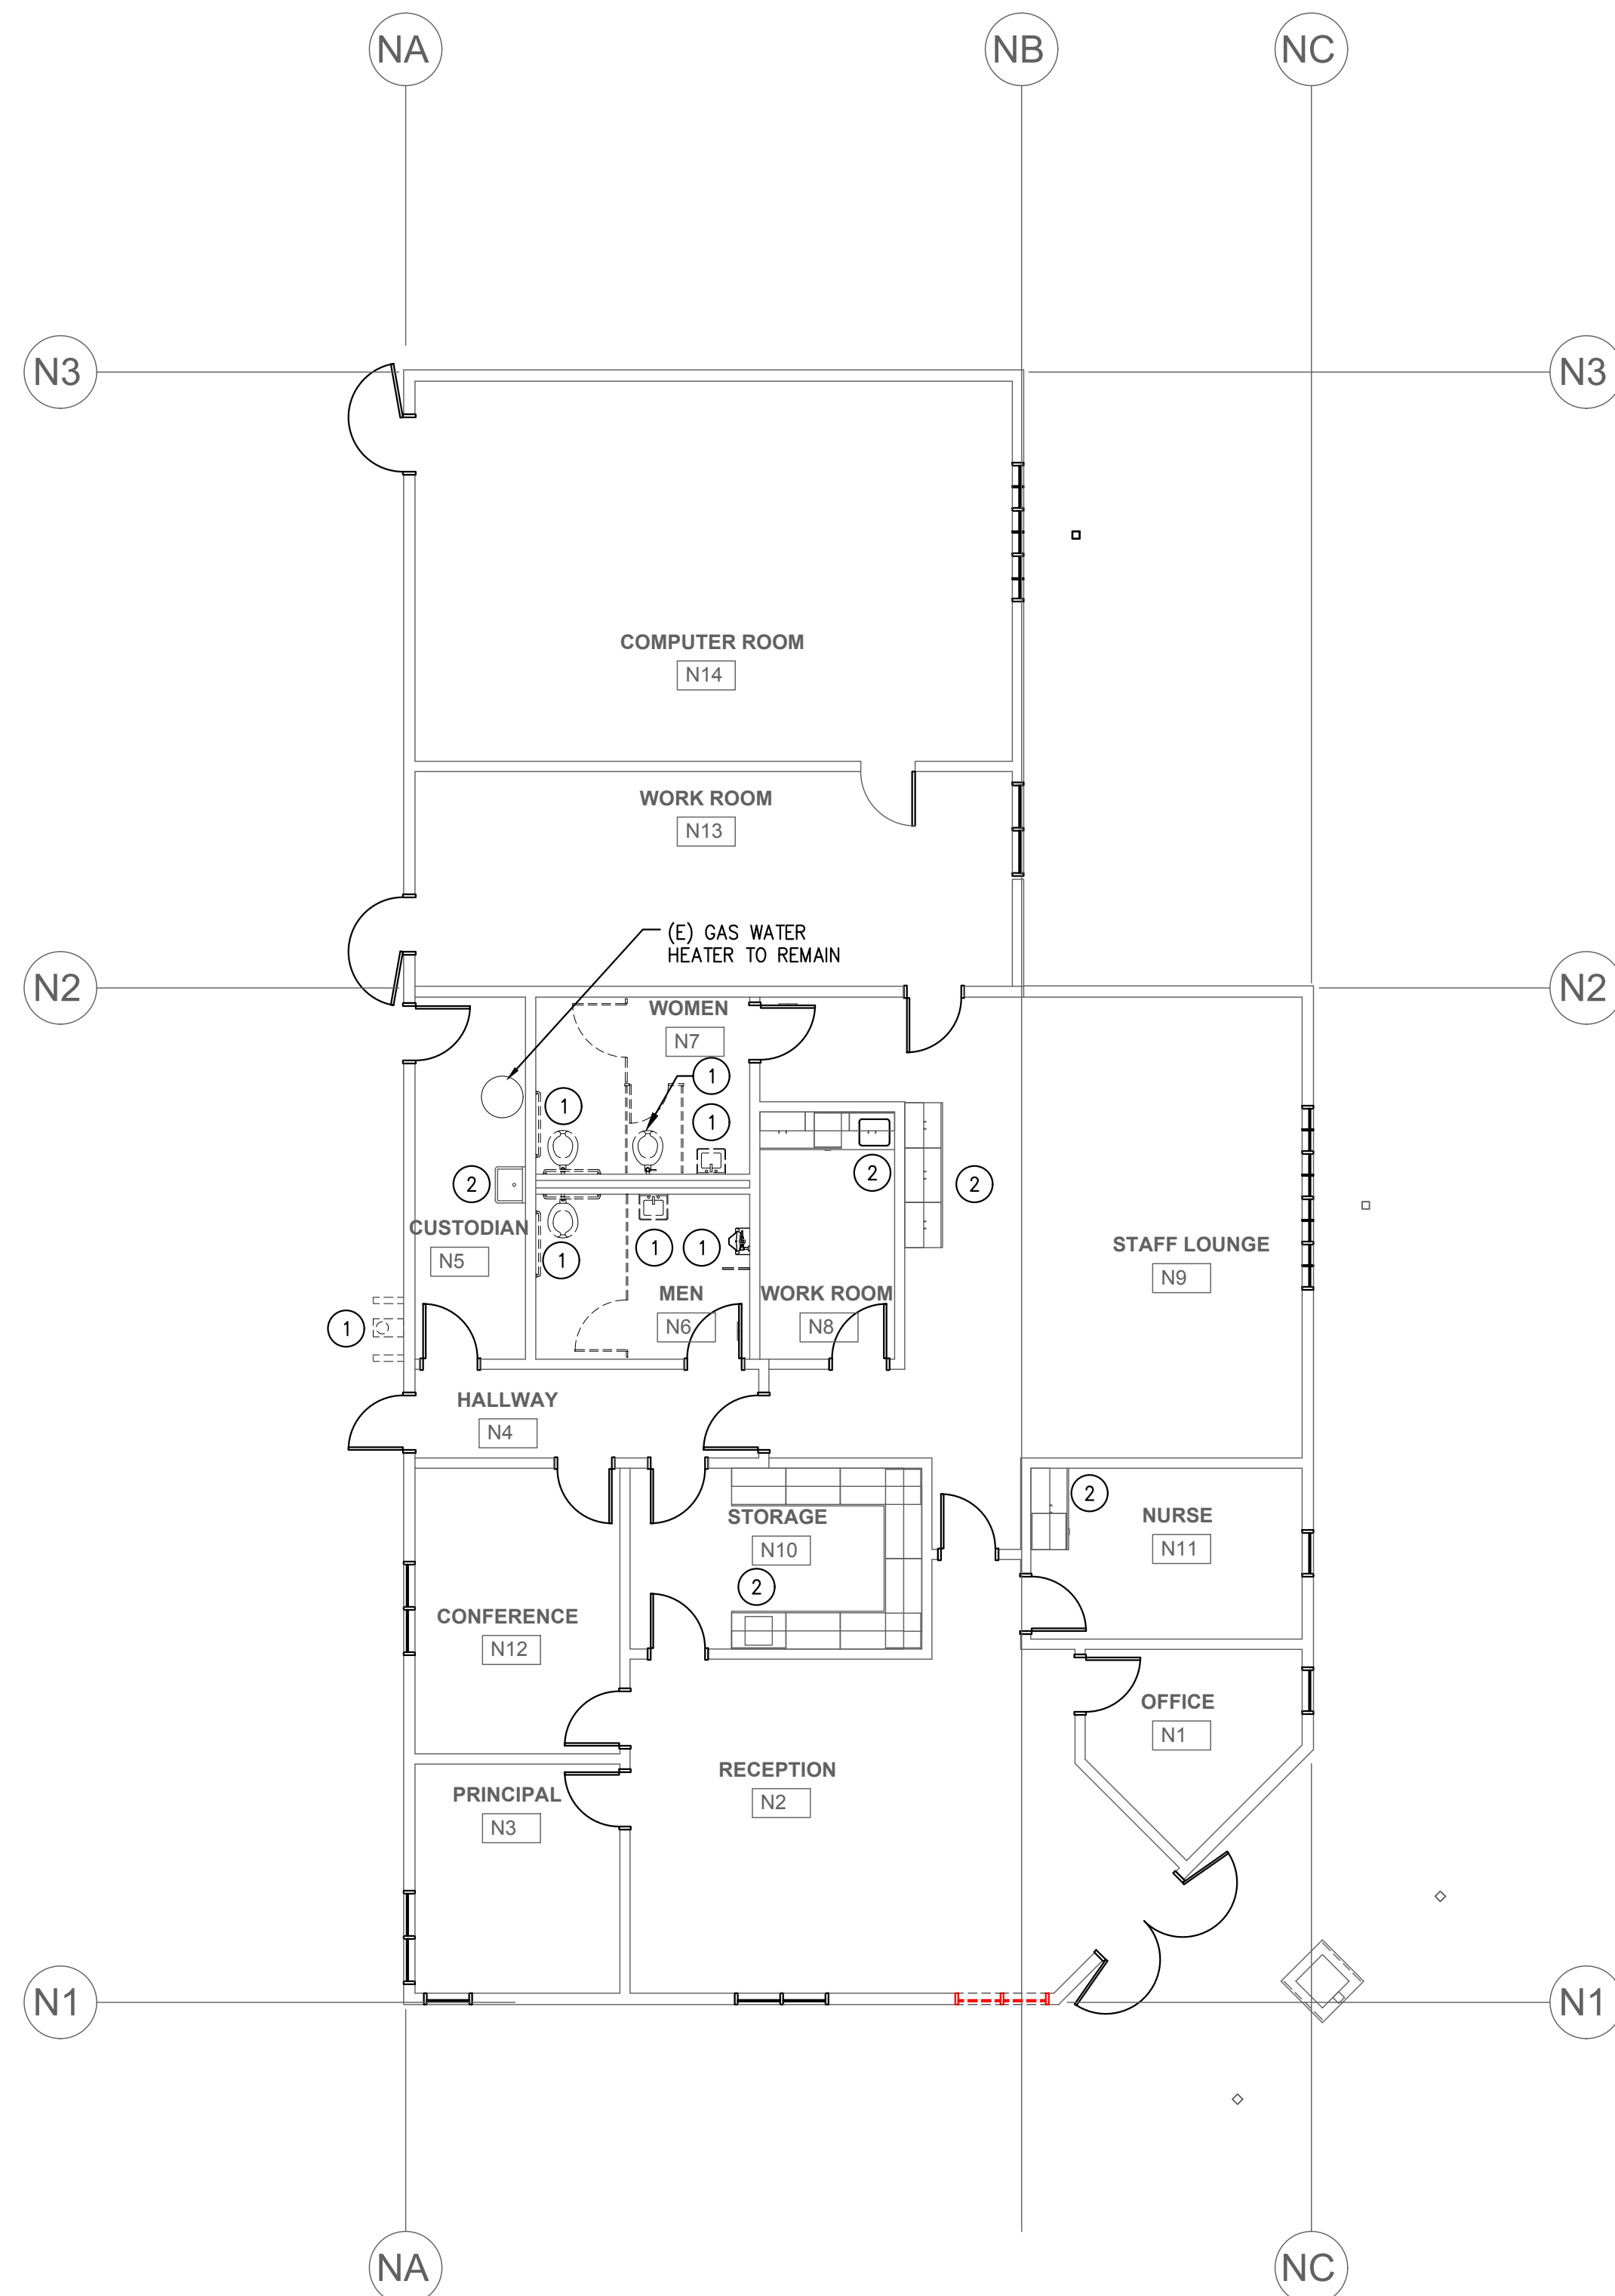 NA
NB
NC
N3
N3
COMPUTER ROOM
N14
WORK ROOM
N13
(E) GAS WATER
HEATER TO REMAIN
N2
N2
WOMEN
N7
1
1
1
2
2
2
CUSTODIAN
N5
1
1
1
STAFF LOUNGE
N9
MEN
N6
WORK ROOM
N8
1
HALLWAY
N4
2
STORAGE
N10
NURSE
N11
2
CONFERENCE
N12
OFFICE
N1
RECEPTION
N2
PRINCIPAL
N3
N1
N1
NA
NC